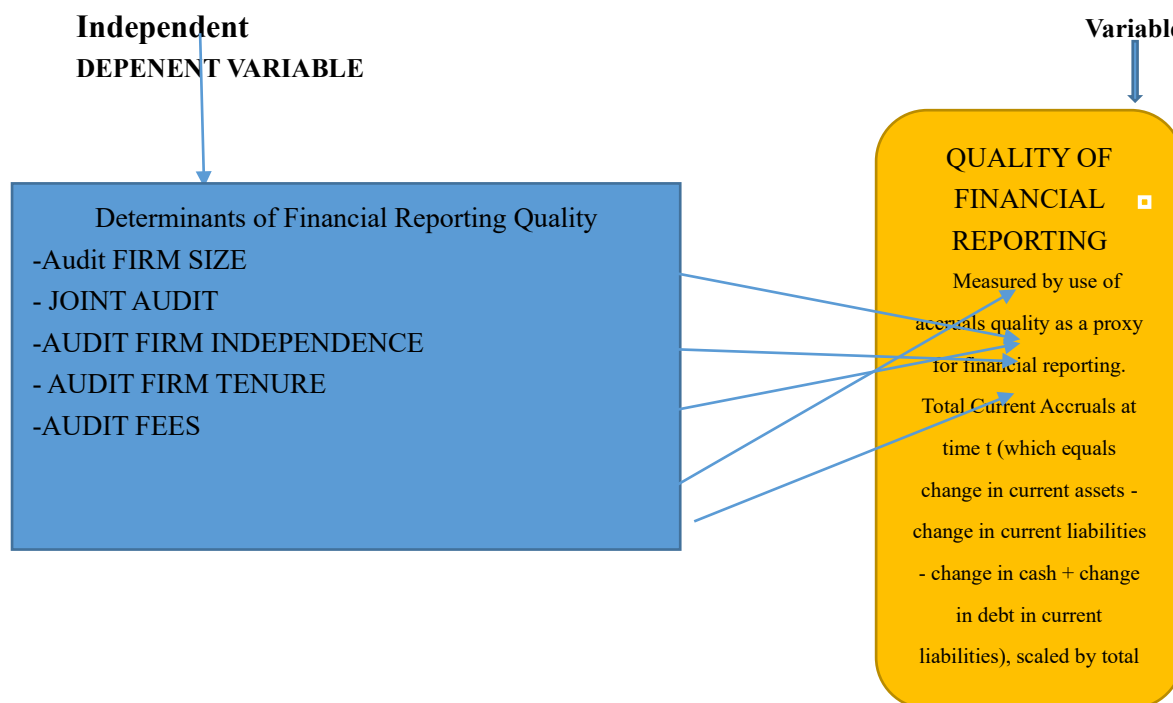 Independent
Variable
DEPENENT VARIABLE
Determinants of Financial Reporting Quality
-Audit FIRM SIZE
- JOINT AUDIT
-AUDIT FIRM INDEPENDENCE
- AUDIT FIRM TENURE
-AUDIT FEES
QUALITY OF
FINANCIAL
REPORTING
Measured by use of
accruals quality as a proxy
for financial reporting.
Total Current Accruals at
time t (which equals
change in current assets -
change in current liabilities
- change in cash + change
in debt in current
liabilities), scaled by total